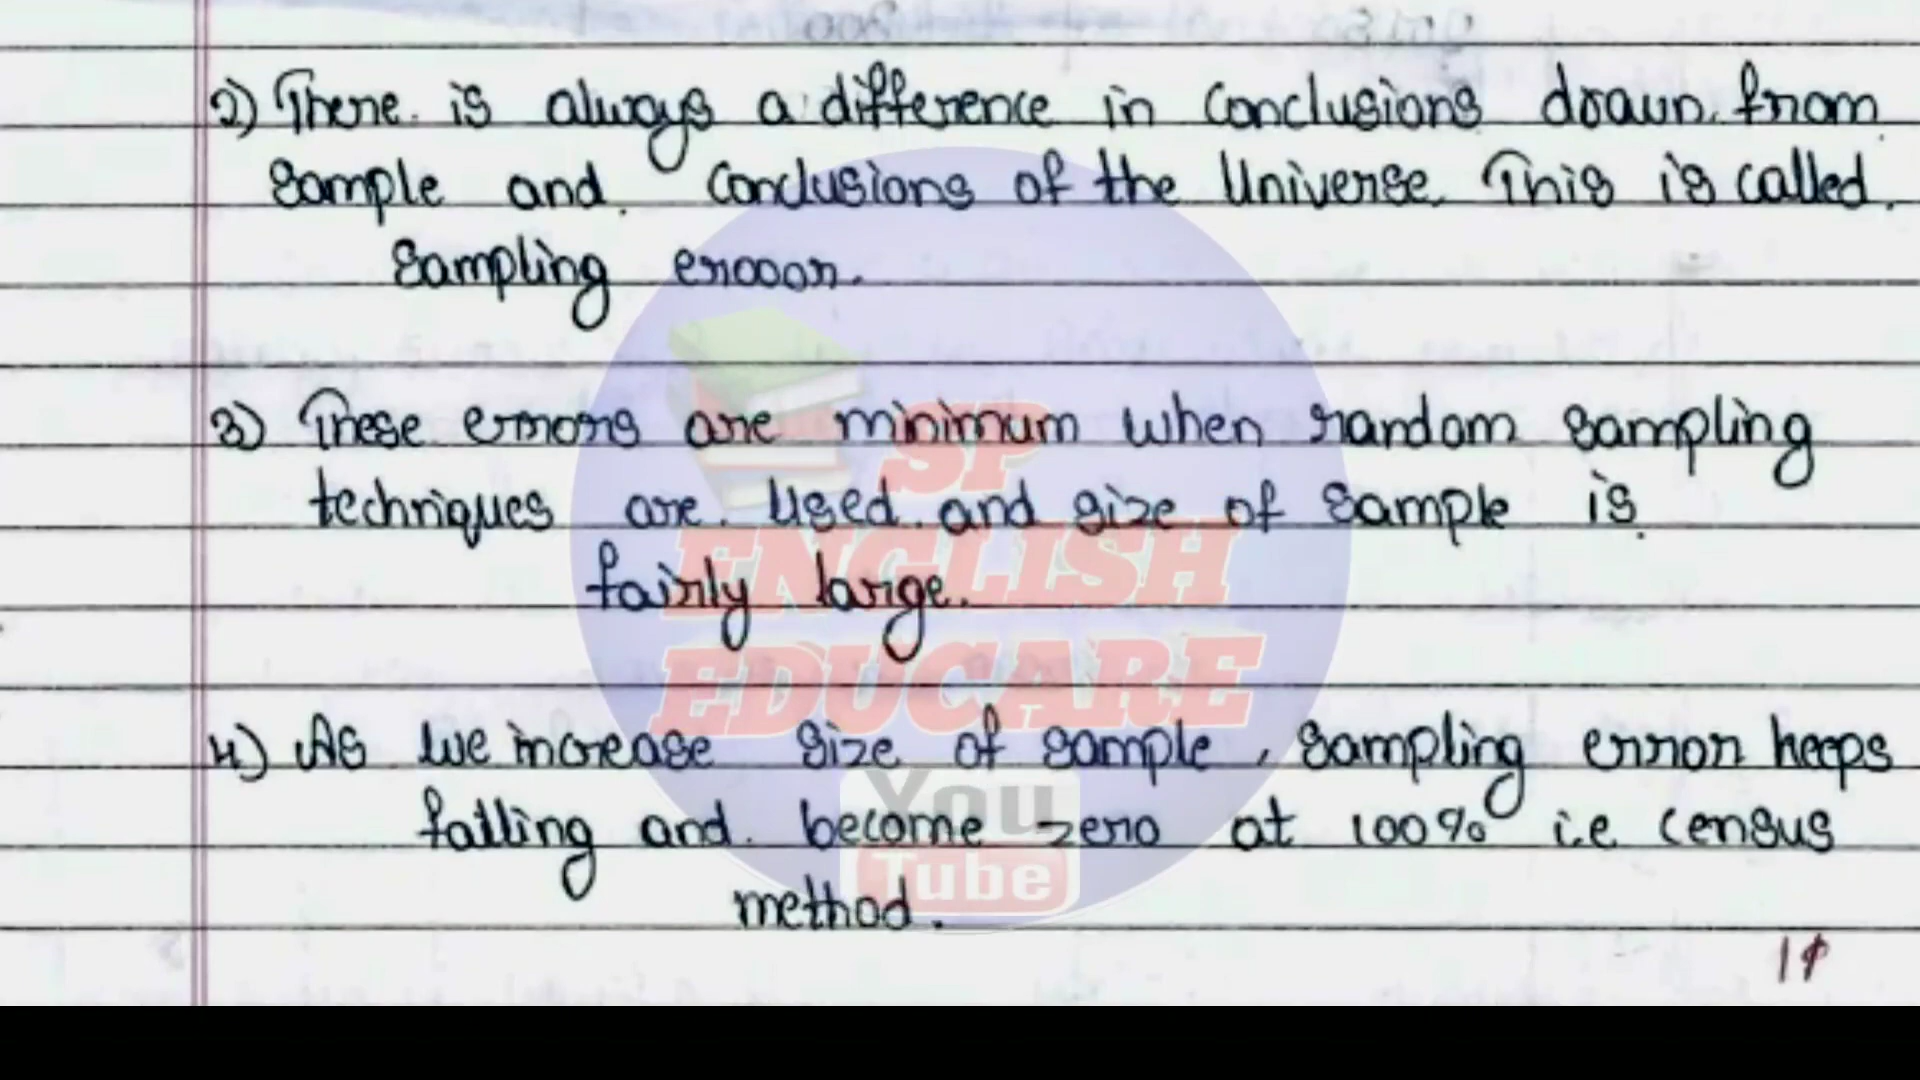 2) There is always a difference in conclusions drawn from
sample and conclusions of the Universe. This is called
sampling error.
3) These errors are minimum when random sampling
techniques are used and size of sample is
fairly large.
4) As we increase size of sample, sampling error keeps
falling and become zero at 100% i.e census
method.
SP
ENGLISH
EDUCARE
You
Tube